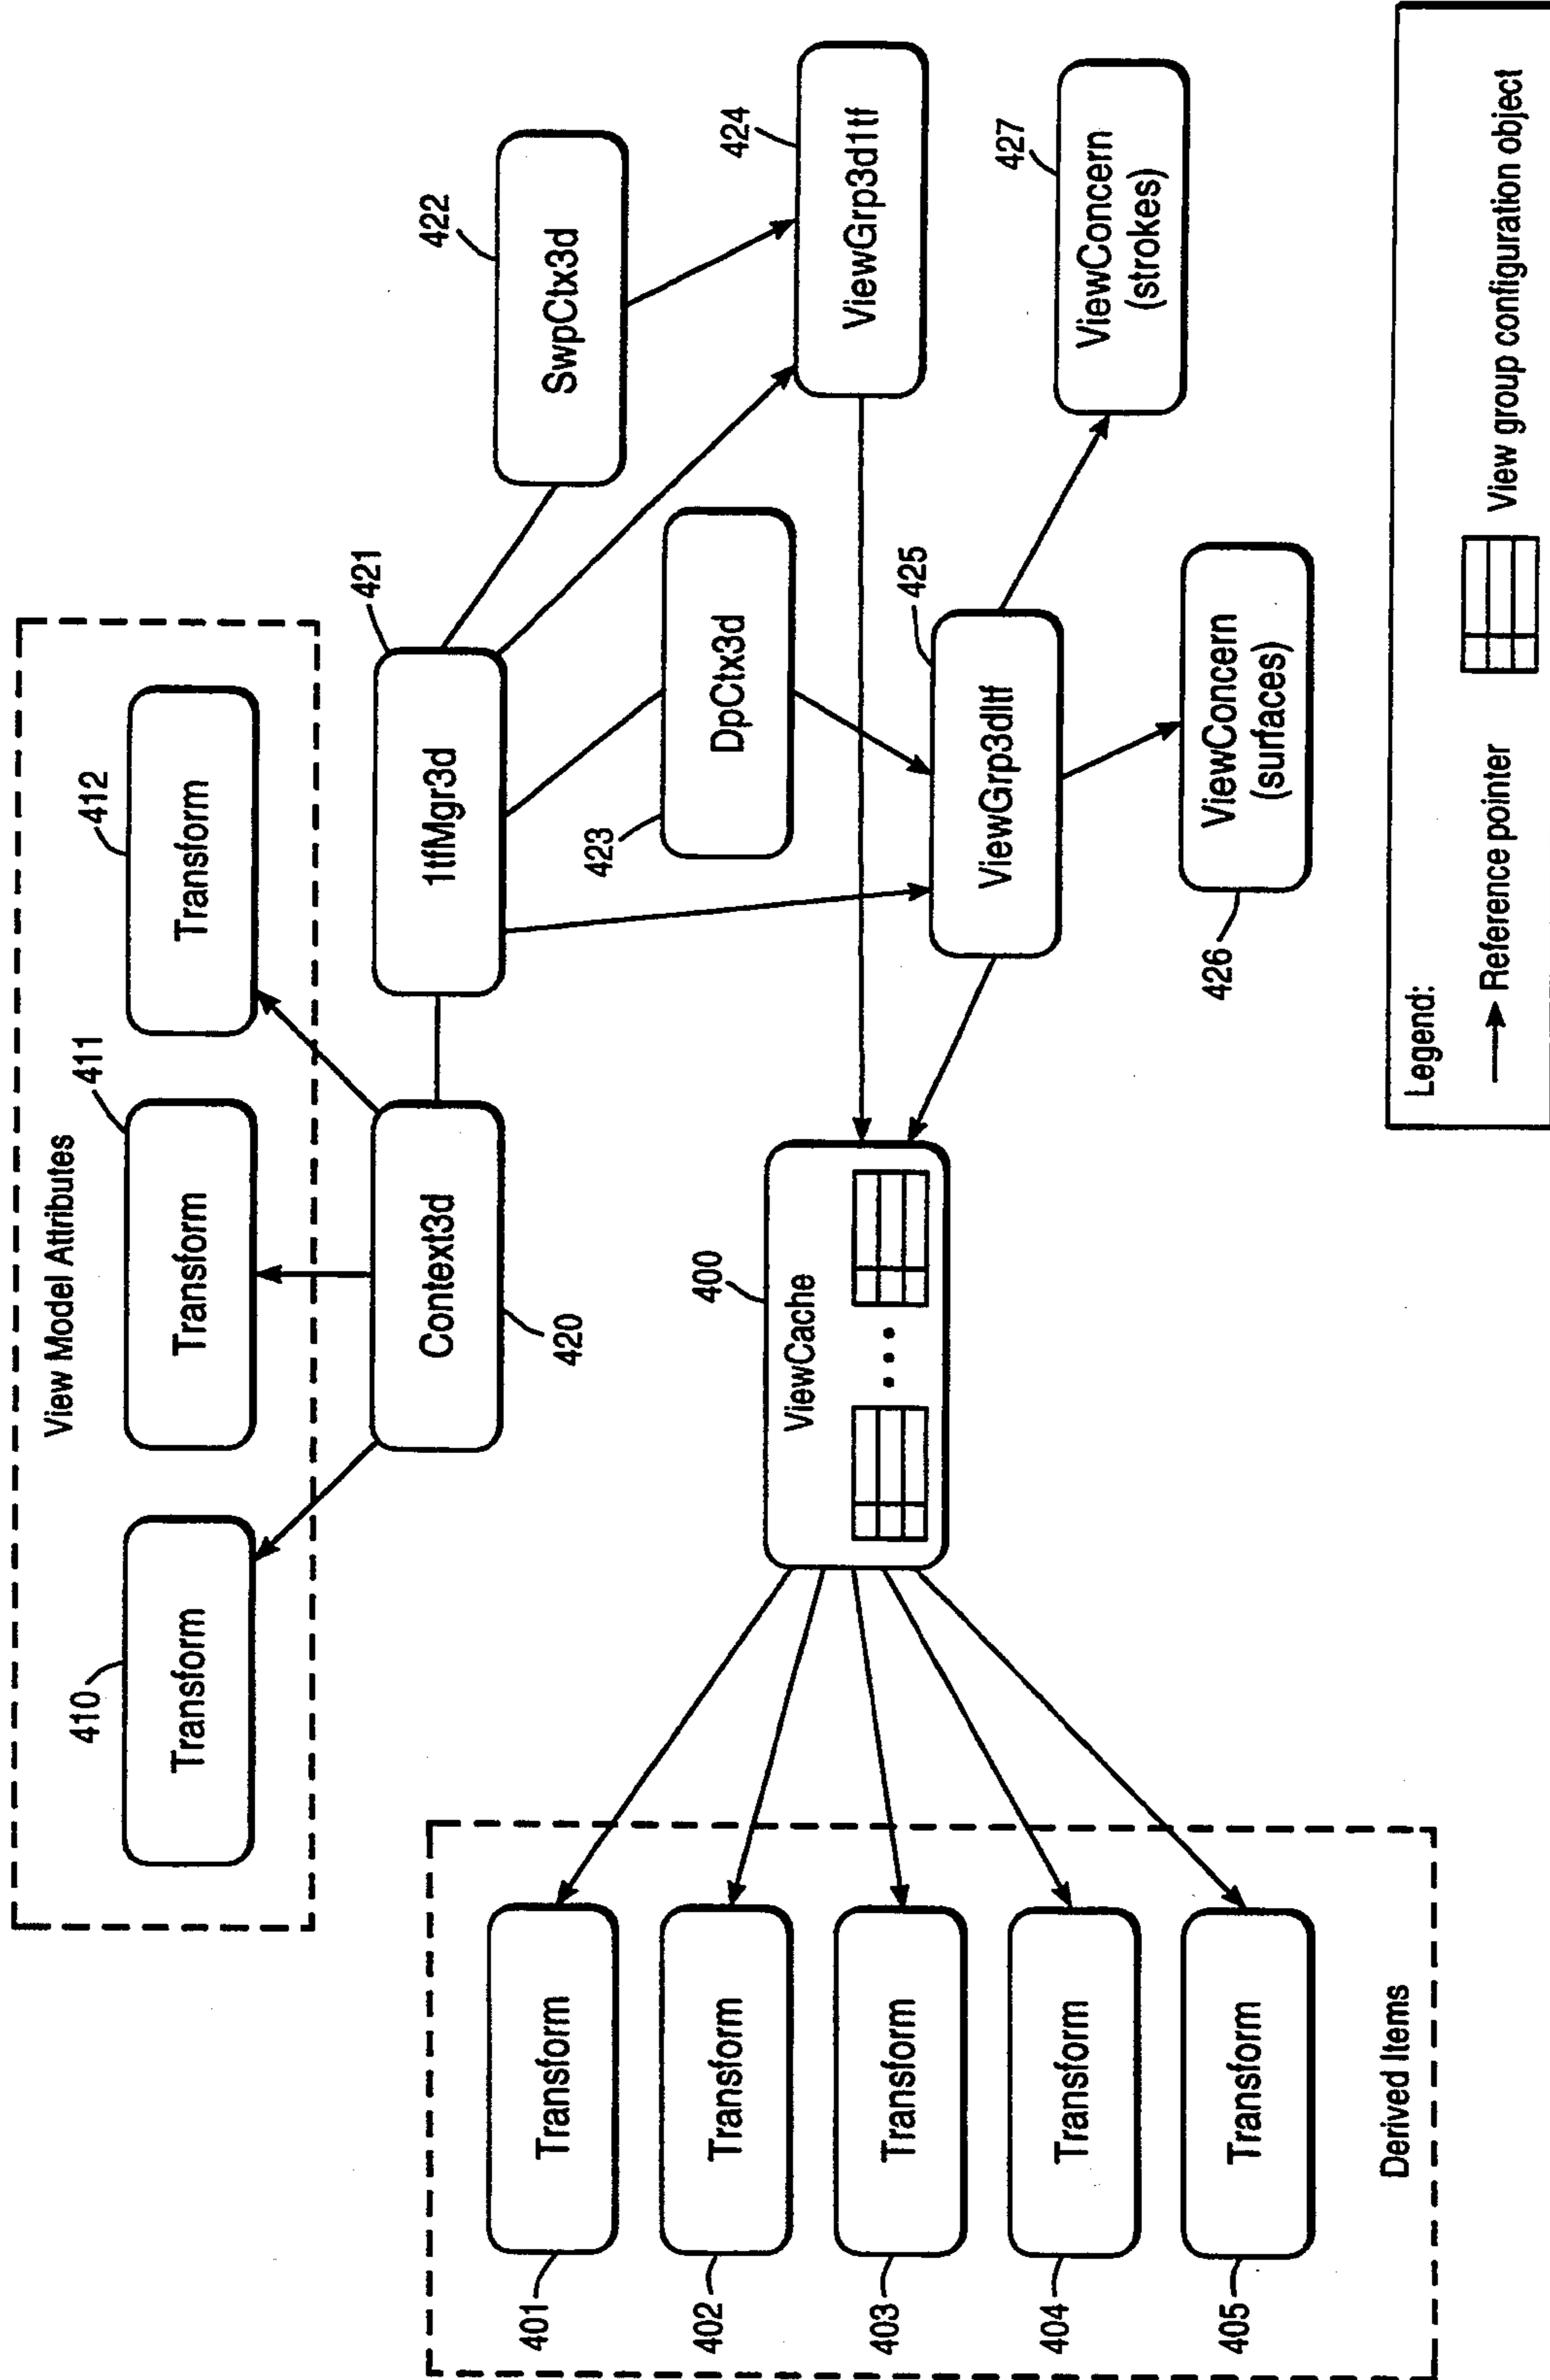 View Model Attributes
410
411
412
Transform
Transform
Transform
421
422
Context3d
1tfMgr3d
420
SwpCtx3d
401
Transform
423
DpCtx3d
424
400
402
Transform
ViewCache
ViewGrp3d1tf
425
403
Transform
ViewGrp3dItf
427
404
Transform
ViewConcern
(strokes)
426
405
Transform
ViewConcern
(surfaces)
Derived Items
Legend:
Reference pointer
View group configuration object